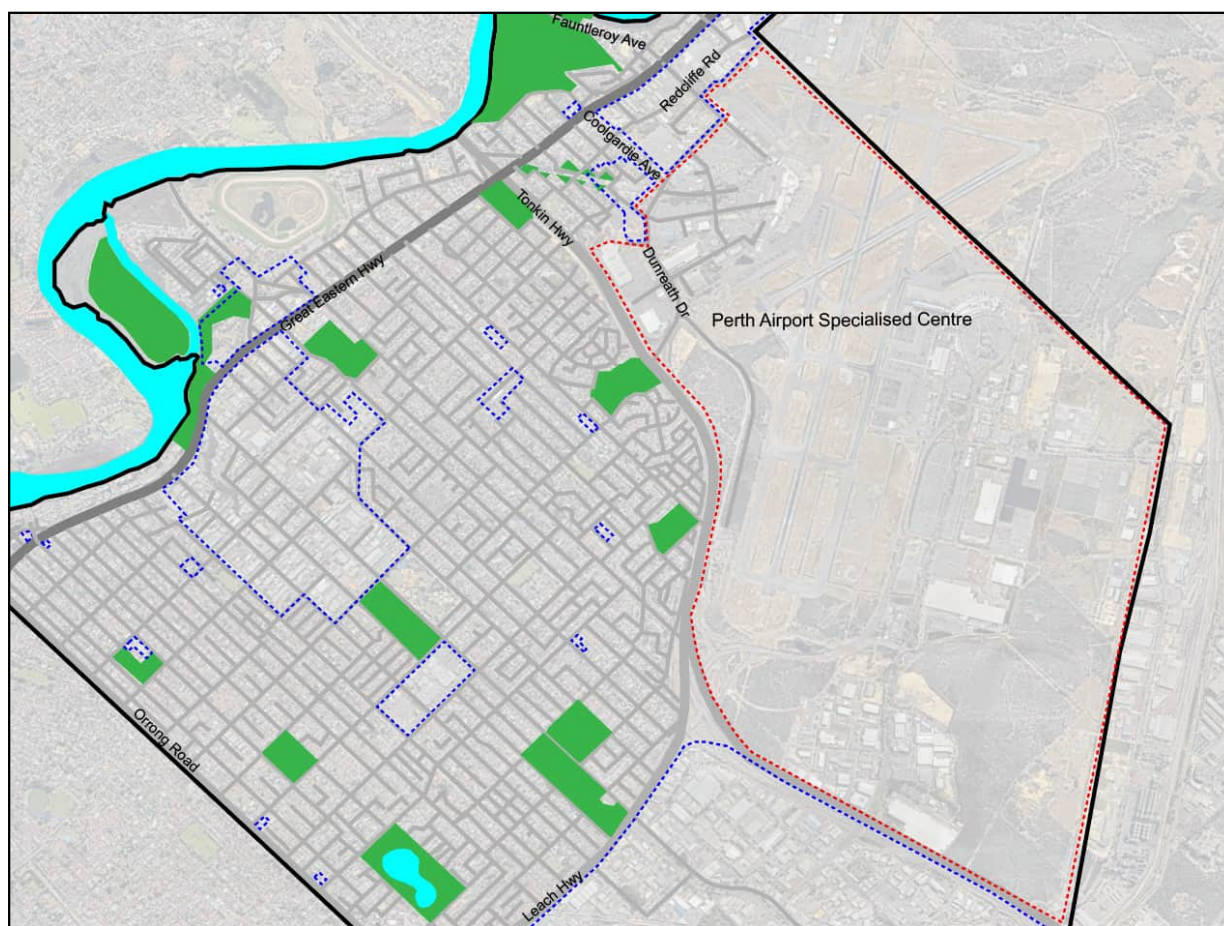 Fauntleroy Ave
Redcliffe Rd
Coolgardie Ave
Tonkin Hwy
Great Eastern Hwy
Dunreath Dr
Perth Airport Specialised Centre
Orrong Road
Leach Hwy